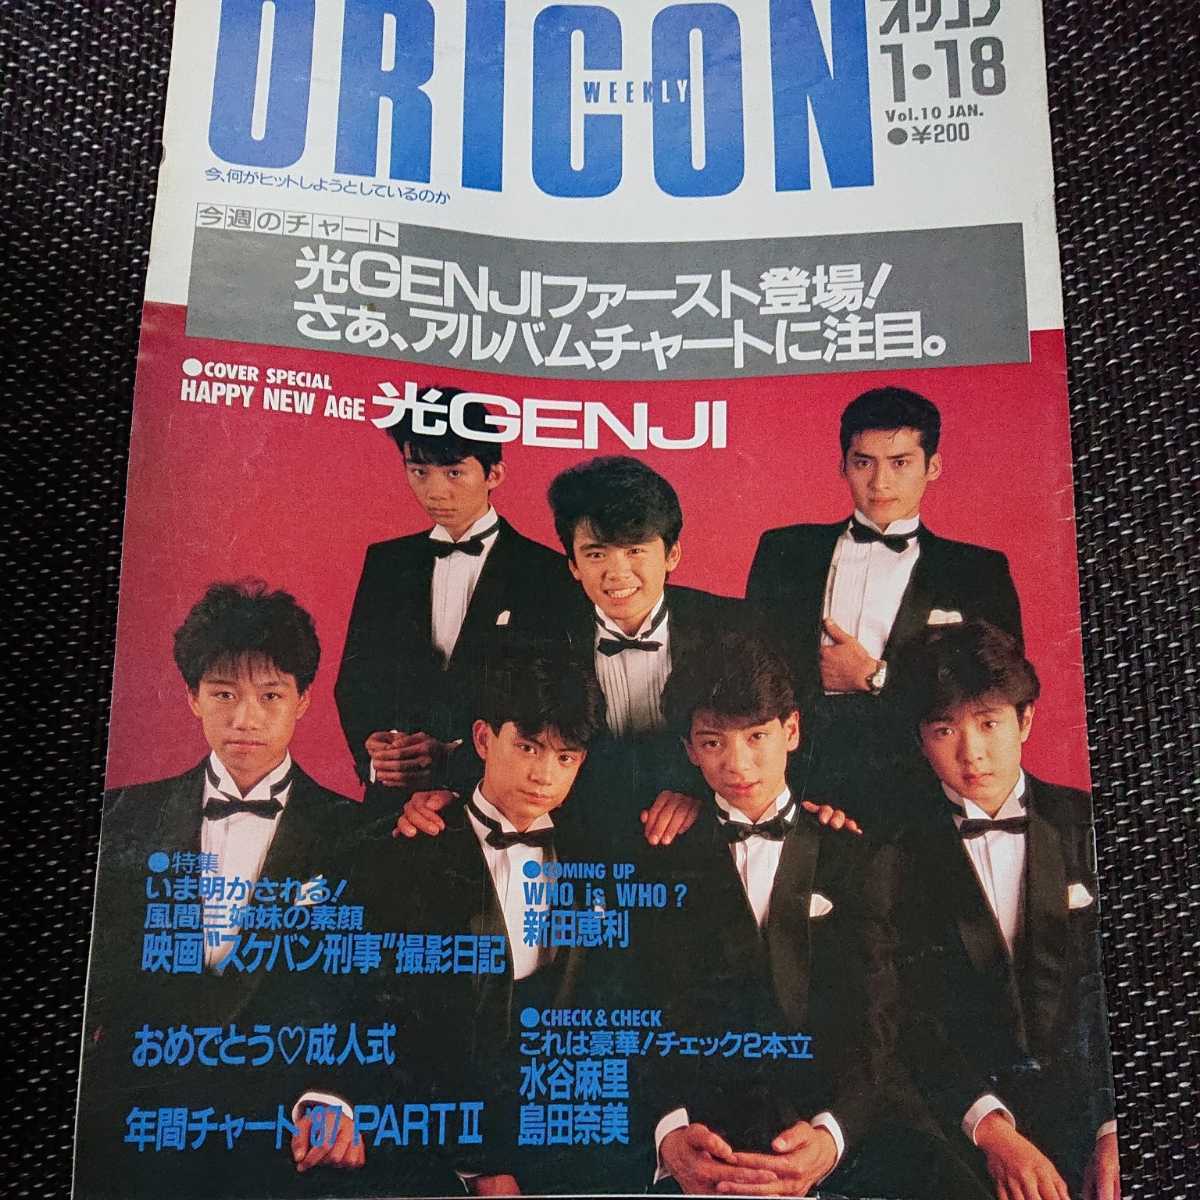 ORICON
WEEKLY
オリコン
1・18
Vol.10 JAN.
●¥200
今、何がヒットしようとしているのか
今週のチャート
光GENJIファースト登場!
さぁ、アルバムチャートに注目。
●COVER SPECIAL
HAPPY NEW AGE 光GENJI
●特集
いま明かされる!
風間三姉妹の素顔
映画"スケバン刑事"撮影日記
おめでとう♡成人式
年間チャート'87 PARTⅡ
●COMING UP
WHO is WHO?
新田恵利
●CHECK & CHECK
これは豪華!チェック2本立
水谷麻里
島田奈美